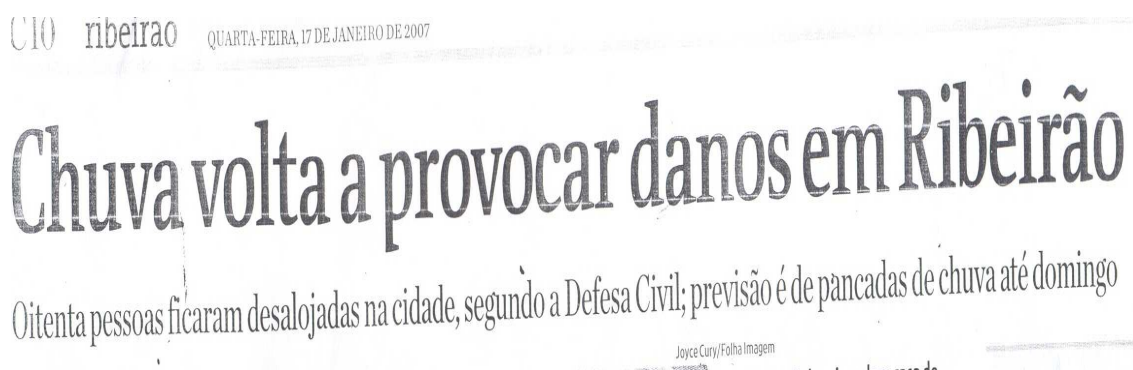 C10 ribeirao QUARTA-FEIRA, 17 DE JANEIRO DE 2007
Chuva volta a provocar danos em Ribeirão
Oitenta pessoas ficaram desalojadas na cidade, segundo a Defesa Civil; previsão é de pancadas de chuva até domingo
Joyce Cury/Folha Imagem